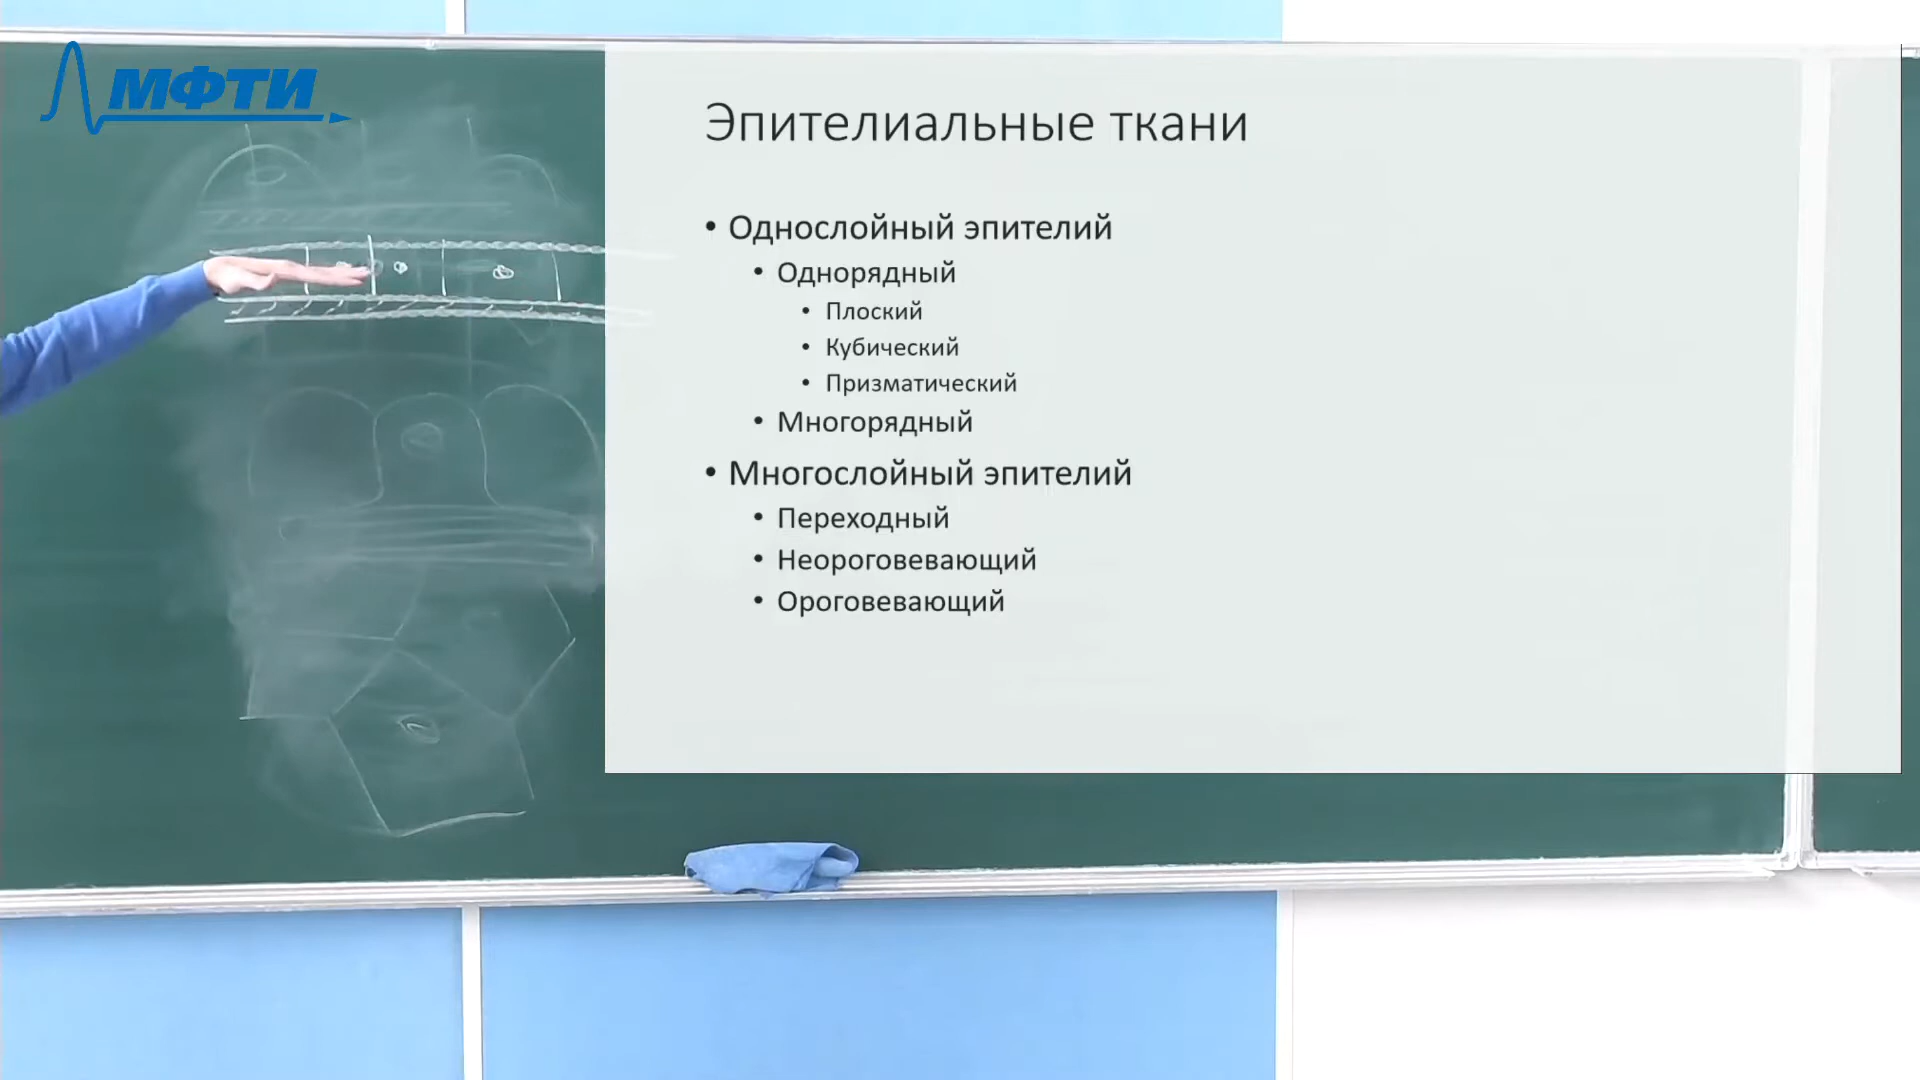 МФТИ
Эпителиальные ткани
• Однослойный эпителий
• Однорядный
• Плоский
• Кубический
• Призматический
• Многорядный
• Многослойный эпителий
• Переходный
• Неороговевающий
• Ороговевающий